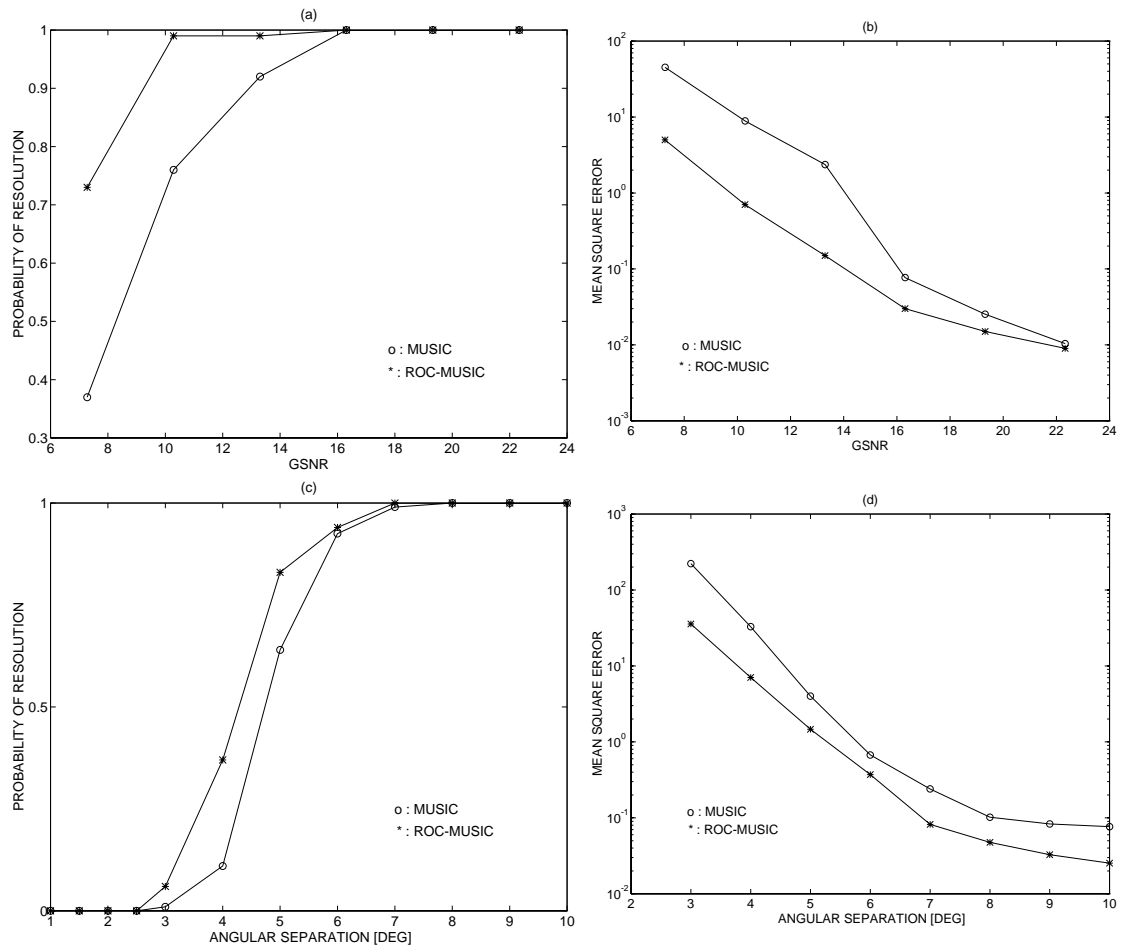 (a)
1
0.9
0.8
0.7
0.6
0.5
0.4
0.3
PROBABILITY OF RESOLUTION
o : MUSIC
* : ROC-MUSIC
6 8 10 12 14 16 18 20 22 24
GSNR
(b)
10^2
10^1
10^0
10^-1
10^-2
10^-3
MEAN SQUARE ERROR
o : MUSIC
* : ROC-MUSIC
6 8 10 12 14 16 18 20 22 24
GSNR
(c)
1
0.5
0
PROBABILITY OF RESOLUTION
o : MUSIC
* : ROC-MUSIC
1 2 3 4 5 6 7 8 9 10
ANGULAR SEPARATION [DEG]
(d)
10^3
10^2
10^1
10^0
10^-1
10^-2
MEAN SQUARE ERROR
o : MUSIC
* : ROC-MUSIC
2 3 4 5 6 7 8 9 10
ANGULAR SEPARATION [DEG]